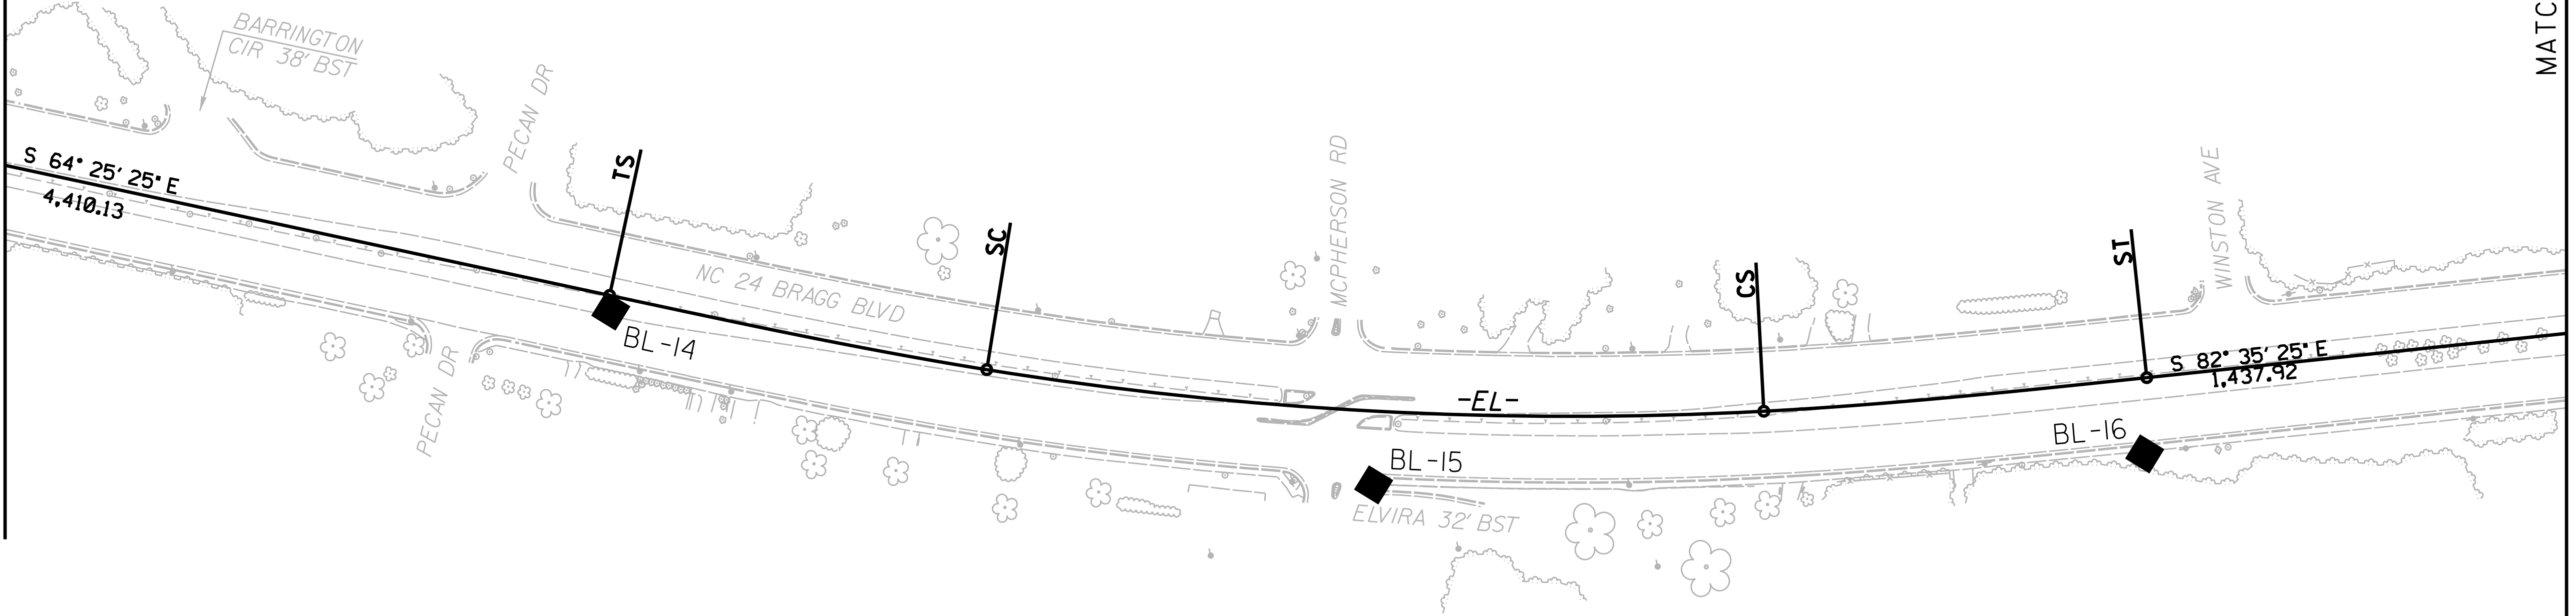 MATC
BARRINGTON
CIR 38' BST
PECAN DR
S 64° 25' 25" E
4,410.13
TS
SC
MCPHERSON RD
WINSTON AVE
ST
CS
NC 24 BRAGG BLVD
BL-14
PECAN DR
-EL-
S 82° 35' 25" E
1,437.92
BL-15
BL-16
ELVIRA 32' BST